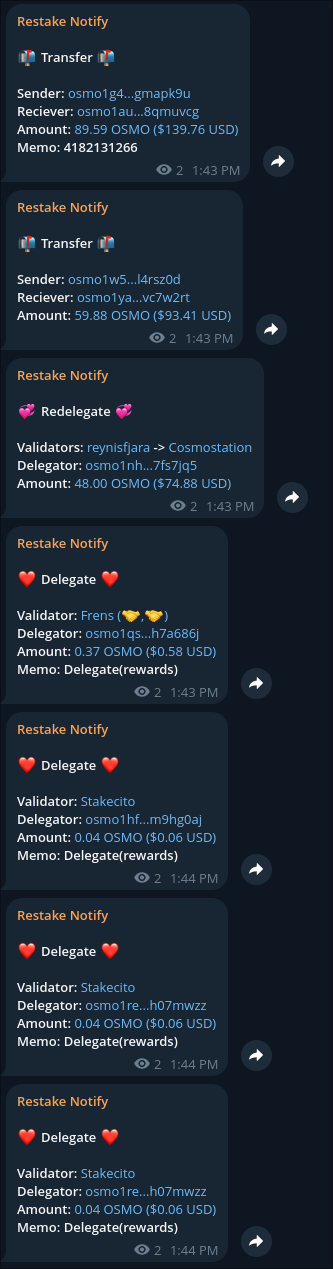 Restake Notify
📬 Transfer 📬
Sender: osmo1g4...gmapk9u
Reciever: osmo1au...8qmuvcg
Amount: 89.59 OSMO ($139.76 USD)
Memo: 4182131266
2 1:43 PM
Restake Notify
📬 Transfer 📬
Sender: osmo1w5...l4rsz0d
Reciever: osmo1ya...vc7w2rt
Amount: 59.88 OSMO ($93.41 USD)
2 1:43 PM
Restake Notify
💞 Redelegate 💞
Validators: reynisfjara -> Cosmostation
Delegator: osmo1nh...7fs7jq5
Amount: 48.00 OSMO ($74.88 USD)
2 1:43 PM
Restake Notify
❤️ Delegate ❤️
Validator: Frens (🤝,🤝)
Delegator: osmo1qs...h7a686j
Amount: 0.37 OSMO ($0.58 USD)
Memo: Delegate(rewards)
2 1:43 PM
Restake Notify
❤️ Delegate ❤️
Validator: Stakecito
Delegator: osmo1hf...m9hg0aj
Amount: 0.04 OSMO ($0.06 USD)
Memo: Delegate(rewards)
2 1:44 PM
Restake Notify
❤️ Delegate ❤️
Validator: Stakecito
Delegator: osmo1re...h07mwzz
Amount: 0.04 OSMO ($0.06 USD)
Memo: Delegate(rewards)
2 1:44 PM
Restake Notify
❤️ Delegate ❤️
Validator: Stakecito
Delegator: osmo1re...h07mwzz
Amount: 0.04 OSMO ($0.06 USD)
Memo: Delegate(rewards)
2 1:44 PM